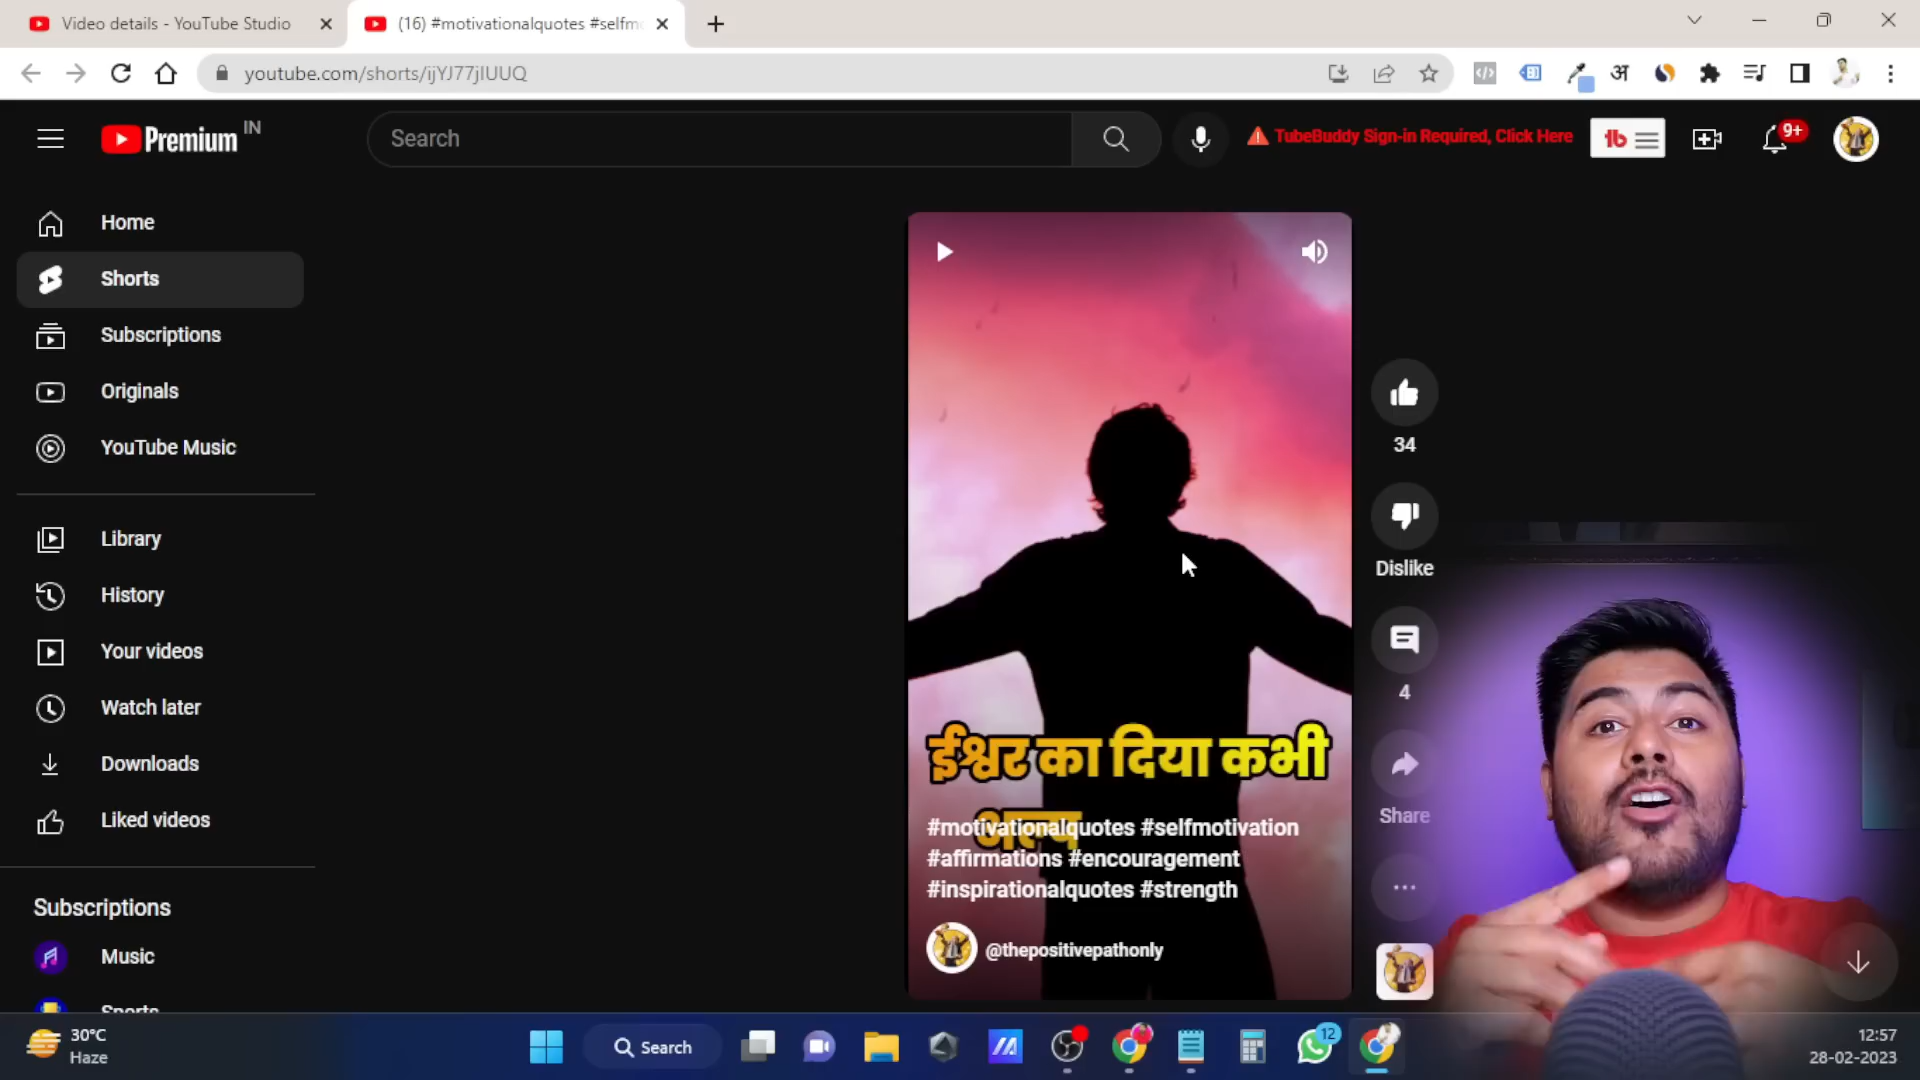 Video details - YouTube Studio
(16) #motivationalquotes #selfm
youtube.com/shorts/ijYJ77jIUUQ
Premium IN
Search
TubeBuddy Sign-in Required, Click Here
tb
9+
Home
Shorts
Subscriptions
Originals
YouTube Music
Library
History
Your videos
Watch later
Downloads
Liked videos
Subscriptions
Music
Sports
34
Dislike
4
Share
ईश्वर का दिया कभी
अल्प
#motivationalquotes #selfmotivation
#affirmations #encouragement
#inspirationalquotes #strength
@thepositivepathonly
30°C
Haze
Search
12
12:57
28-02-2023